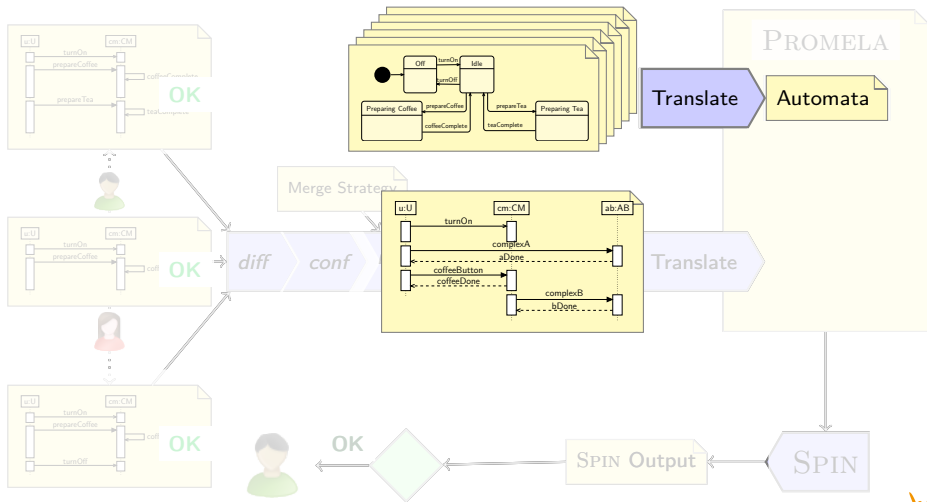 u:U
cm:CM
turnOn
prepareCoffee
coffeeComplete
OK
prepareTea
teaComplete
Off
turnOn
Idle
turnOff
Preparing Coffee
prepareCoffee
prepareTea
Preparing Tea
coffeeComplete
teaComplete
PROMELA
Translate
Automata
Merge Strategy
u:U
cm:CM
turnOn
prepareCoffee
OK
diff
conf
u:U
cm:CM
ab:AB
turnOn
complexA
aDone
coffeeButton
coffeeDone
complexB
bDone
Translate
u:U
cm:CM
turnOn
prepareCoffee
OK
turnOff
OK
SPIN Output
SPIN